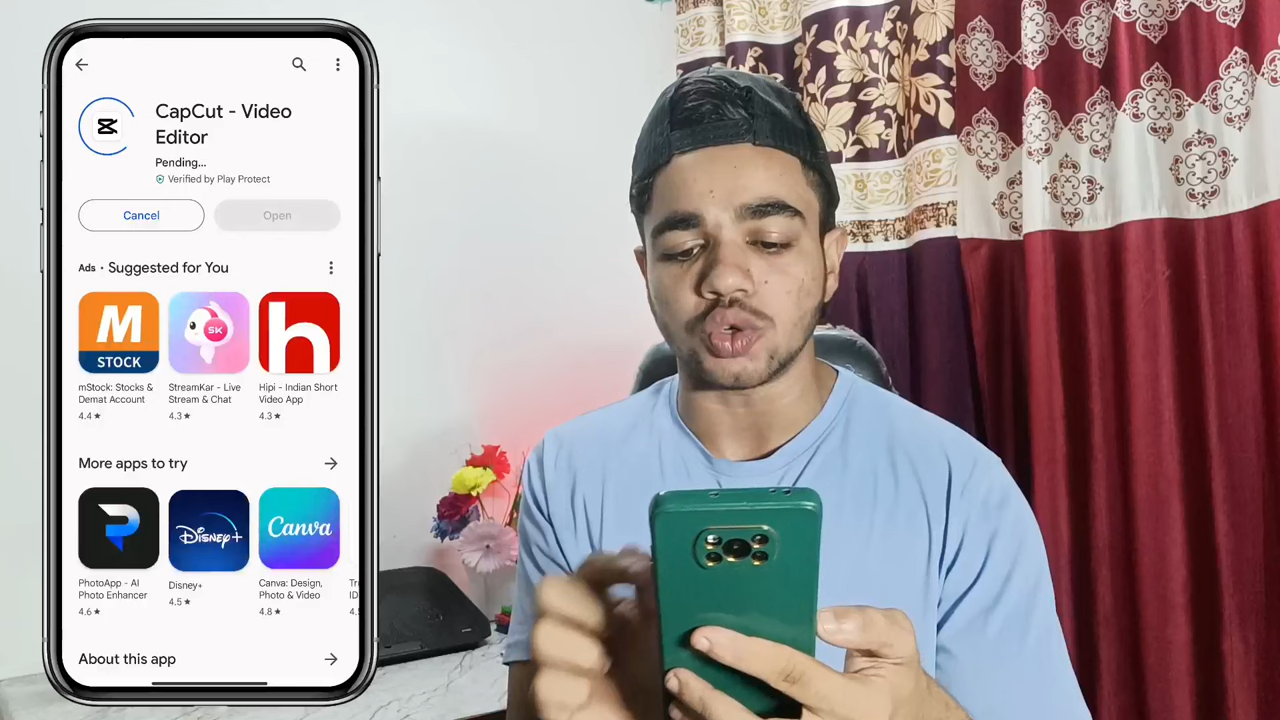 CapCut - Video
Editor
Pending...
Verified by Play Protect
Cancel
Open
Ads • Suggested for You
M
STOCK
SK
h
mStock: Stocks &
Demat Account
4.4 ★
StreamKar - Live
Stream & Chat
4.3 ★
Hipi - Indian Short
Video App
4.3 ★
More apps to try
Disney+
Canva
PhotoApp - AI
Photo Enhancer
4.6 ★
Disney+
4.5 ★
Canva: Design,
Photo & Video
4.8 ★
About this app